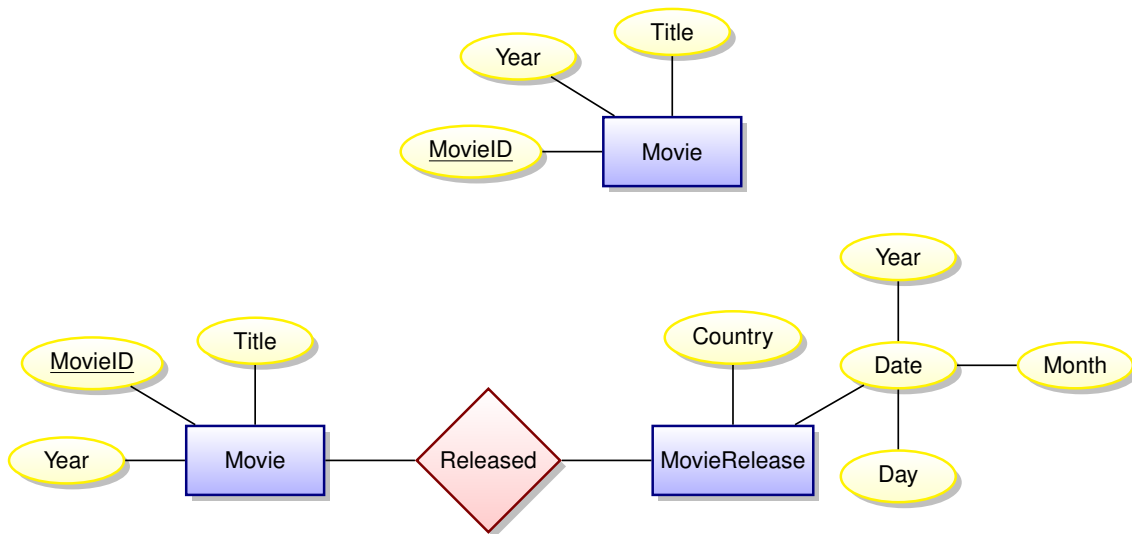 Title
Year
MovieID
Movie
Year
Title
Country
MovieID
Date
Month
Year
Movie
Released
MovieRelease
Day